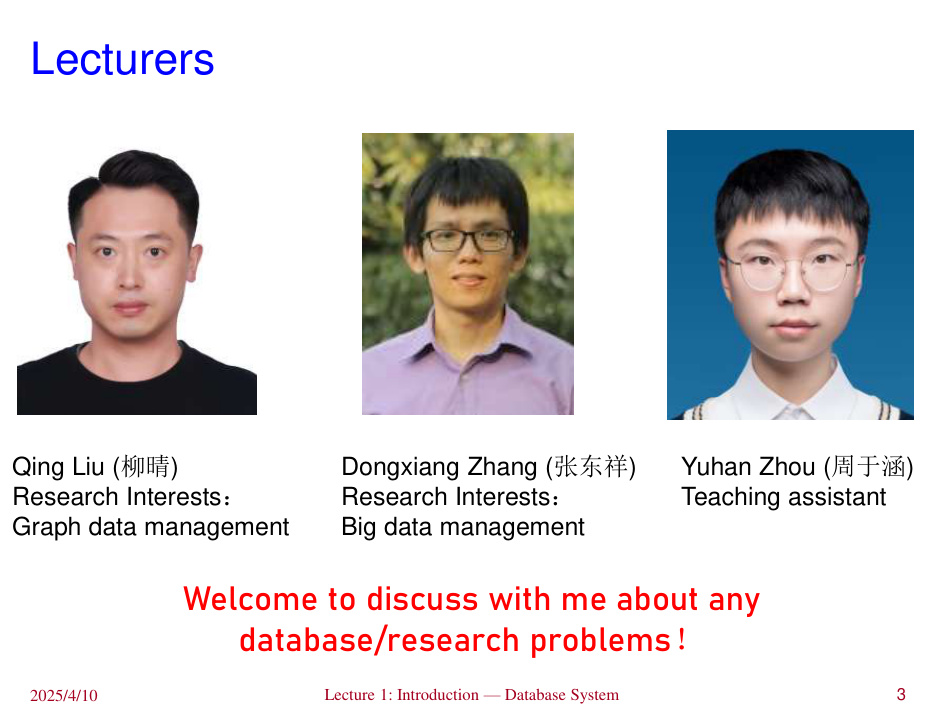 Lecturers
Qing Liu (柳晴)
Research Interests：
Graph data management
Dongxiang Zhang (张东祥)
Research Interests：
Big data management
Yuhan Zhou (周于涵)
Teaching assistant
Welcome to discuss with me about any
database/research problems！
2025/4/10
Lecture 1: Introduction — Database System
3